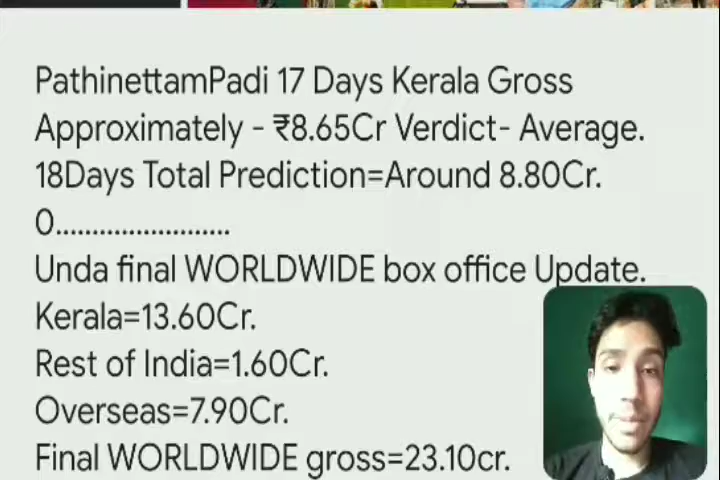 PathinettamPadi 17 Days Kerala Gross
Approximately - ₹8.65Cr Verdict- Average.
18Days Total Prediction=Around 8.80Cr.
0........................
Unda final WORLDWIDE box office Update.
Kerala=13.60Cr.
Rest of India=1.60Cr.
Overseas=7.90Cr.
Final WORLDWIDE gross=23.10cr.